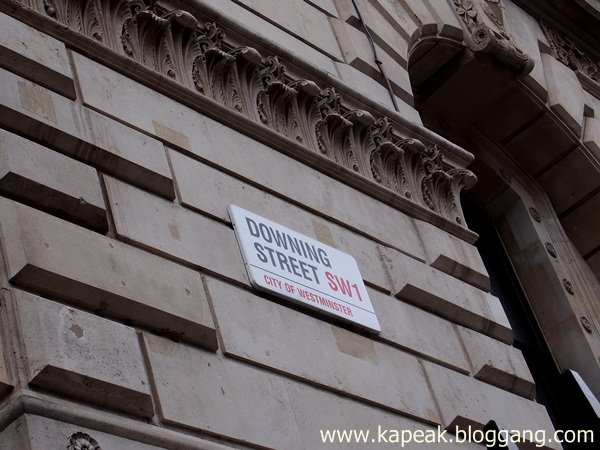 DOWNING
STREET SW1
CITY OF WESTMINSTER
www.kapeak.bloggang.com